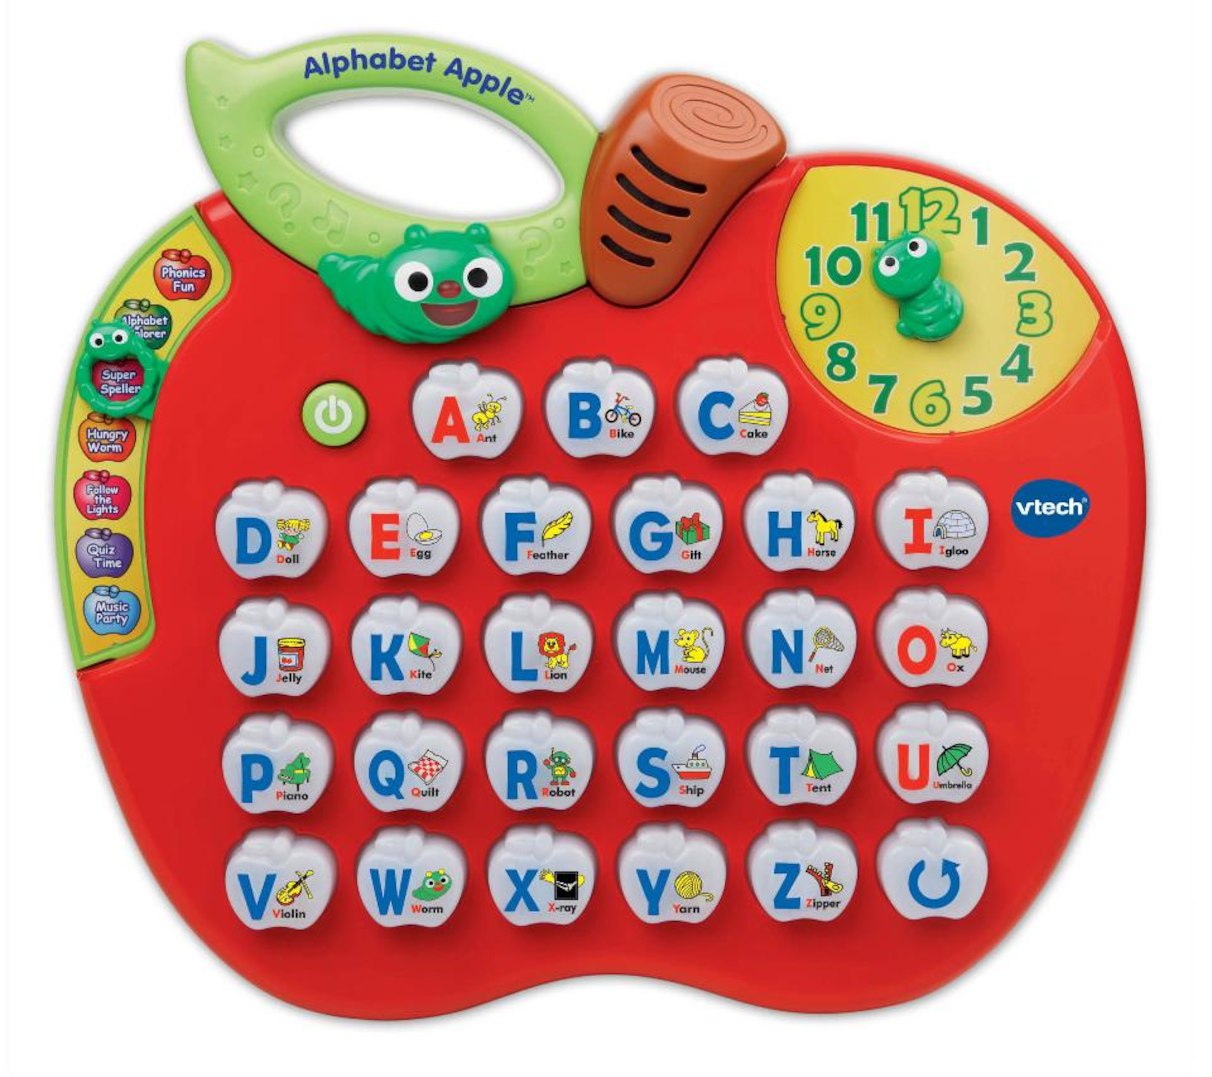 Alphabet Apple™
Phonics
Fun
Super
Speller
Hungry
Worm
Follow
the
Lights
Quiz
Time
Music
Party
11 12 1
10 2
9 3
8 4
7 6 5
A Ant
B Bike
C Cake
D Doll
E Egg
F Feather
G Gift
H Horse
I Igloo
vtech®
J Jelly
K Kite
L Lion
M Mouse
N Net
O Ox
P Piano
Q Quilt
R Robot
S Ship
T Tent
U Umbrella
V Violin
W Worm
X X-ray
Y Yarn
Z Zipper